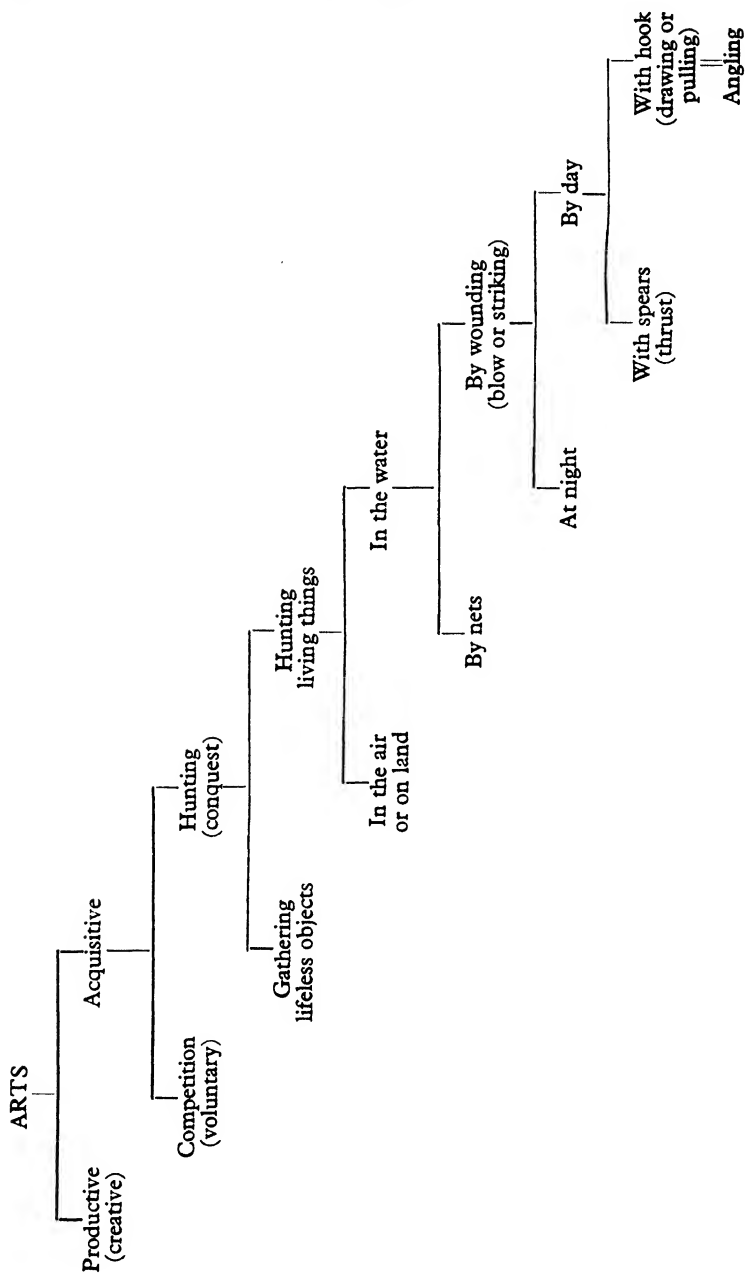 ARTS
Productive
(creative)
Acquisitive
Competition
(voluntary)
Hunting
(conquest)
Gathering
lifeless objects
Hunting
living things
In the air
or on land
In the water
By nets
By wounding
(blow or striking)
At night
By day
With spears
(thrust)
With hook
(drawing or
pulling)
Angling